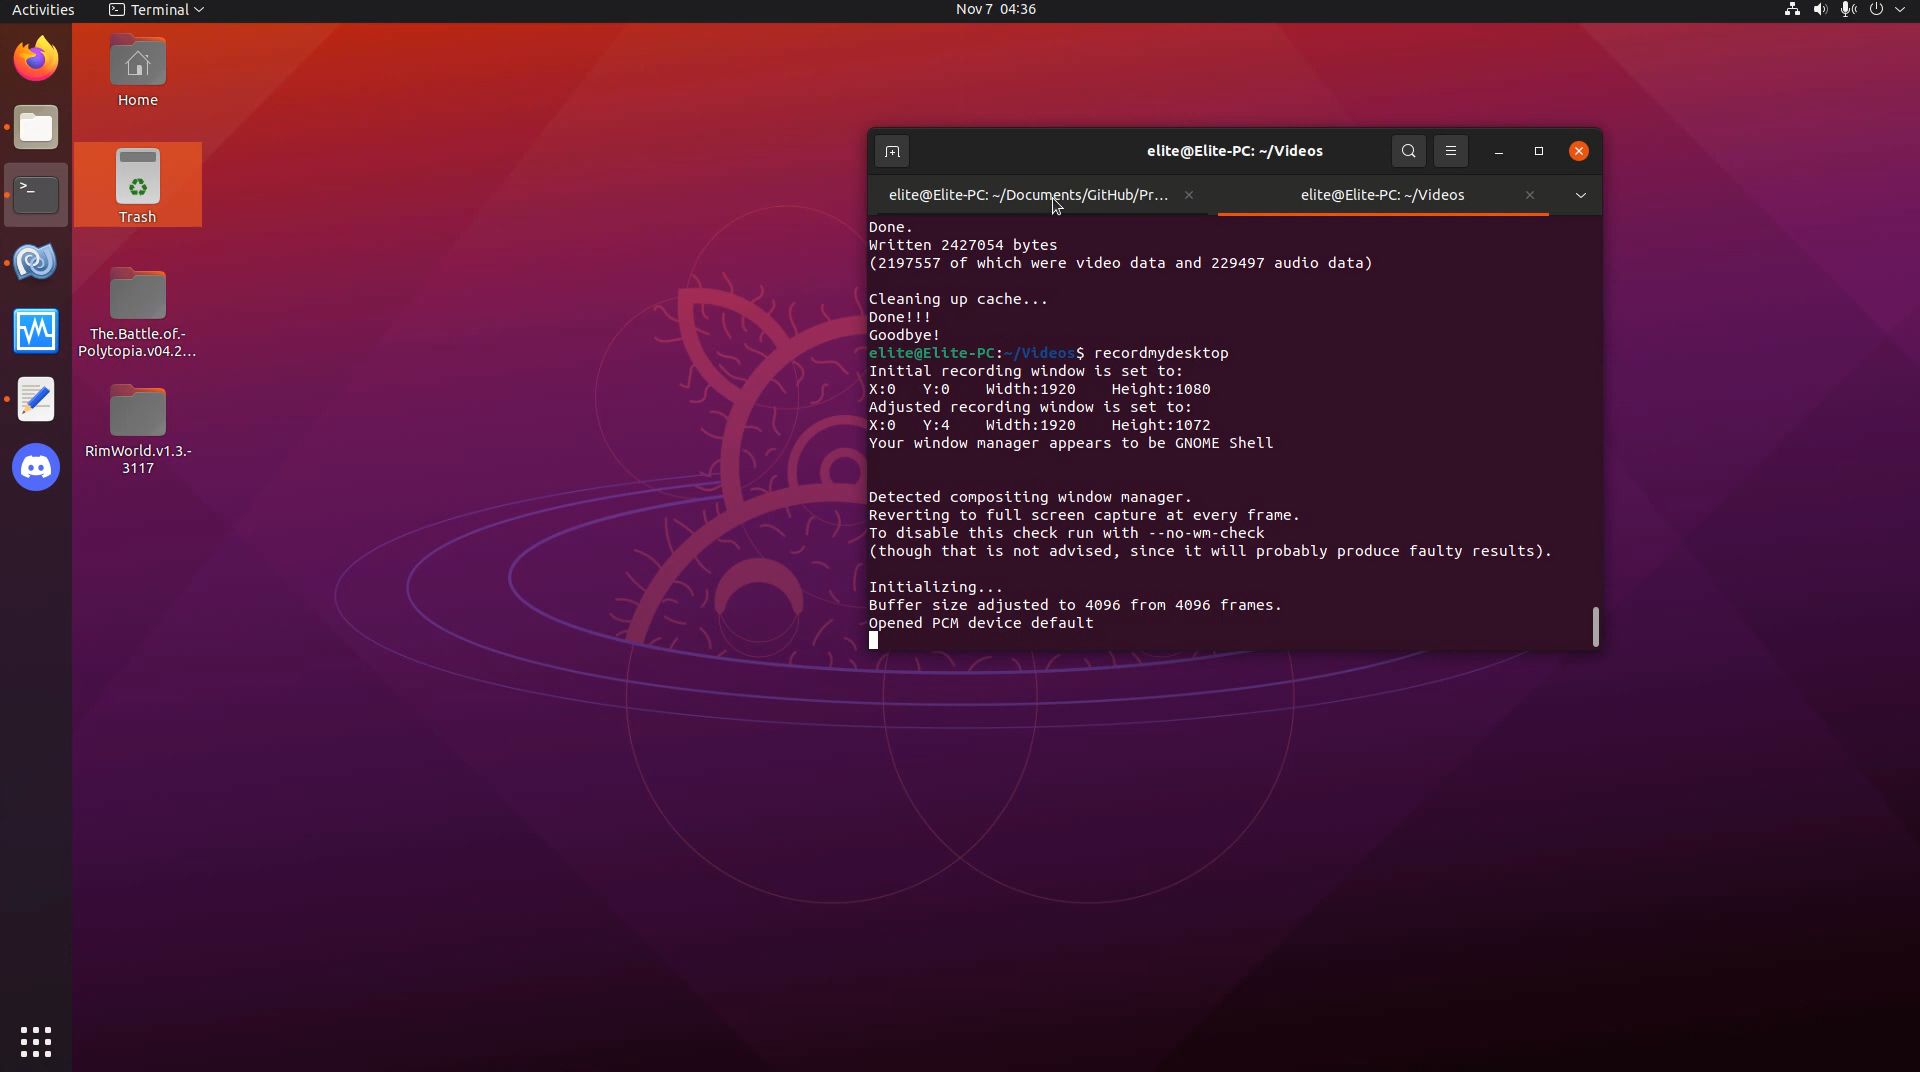 Activities
Terminal
Nov 7 04:36
Home
Trash
The.Battle.of.-
Polytopia.v04.2...
RimWorld.v1.3.-
3117
elite@Elite-PC: ~/Videos
elite@Elite-PC: ~/Documents/GitHub/Pr...
elite@Elite-PC: ~/Videos
Done.
Written 2427054 bytes
(2197557 of which were video data and 229497 audio data)
Cleaning up cache...
Done!!!
Goodbye!
elite@Elite-PC:~/Videos$ recordmydesktop
Initial recording window is set to:
X:0 Y:0 Width:1920 Height:1080
Adjusted recording window is set to:
X:0 Y:4 Width:1920 Height:1072
Your window manager appears to be GNOME Shell
Detected compositing window manager.
Reverting to full screen capture at every frame.
To disable this check run with --no-wm-check
(though that is not advised, since it will probably produce faulty results).
Initializing...
Buffer size adjusted to 4096 from 4096 frames.
Opened PCM device default